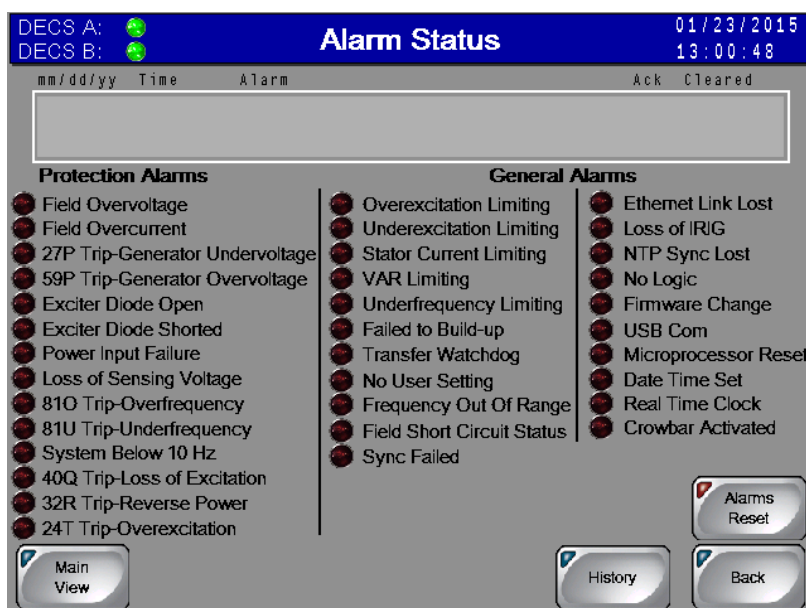 DECS A:
DECS B:
Alarm Status
01/23/2015
13:00:48
mm/dd/yy Time Alarm Ack Cleared
Protection Alarms
Field Overvoltage
Field Overcurrent
27P Trip-Generator Undervoltage
59P Trip-Generator Overvoltage
Exciter Diode Open
Exciter Diode Shorted
Power Input Failure
Loss of Sensing Voltage
81O Trip-Overfrequency
81U Trip-Underfrequency
System Below 10 Hz
40Q Trip-Loss of Excitation
32R Trip-Reverse Power
24T Trip-Overexcitation
General Alarms
Overexcitation Limiting
Underexcitation Limiting
Stator Current Limiting
VAR Limiting
Underfrequency Limiting
Failed to Build-up
Transfer Watchdog
No User Setting
Frequency Out Of Range
Field Short Circuit Status
Sync Failed
Ethernet Link Lost
Loss of IRIG
NTP Sync Lost
No Logic
Firmware Change
USB Com
Microprocessor Reset
Date Time Set
Real Time Clock
Crowbar Activated
Alarms
Reset
Main
View
History
Back